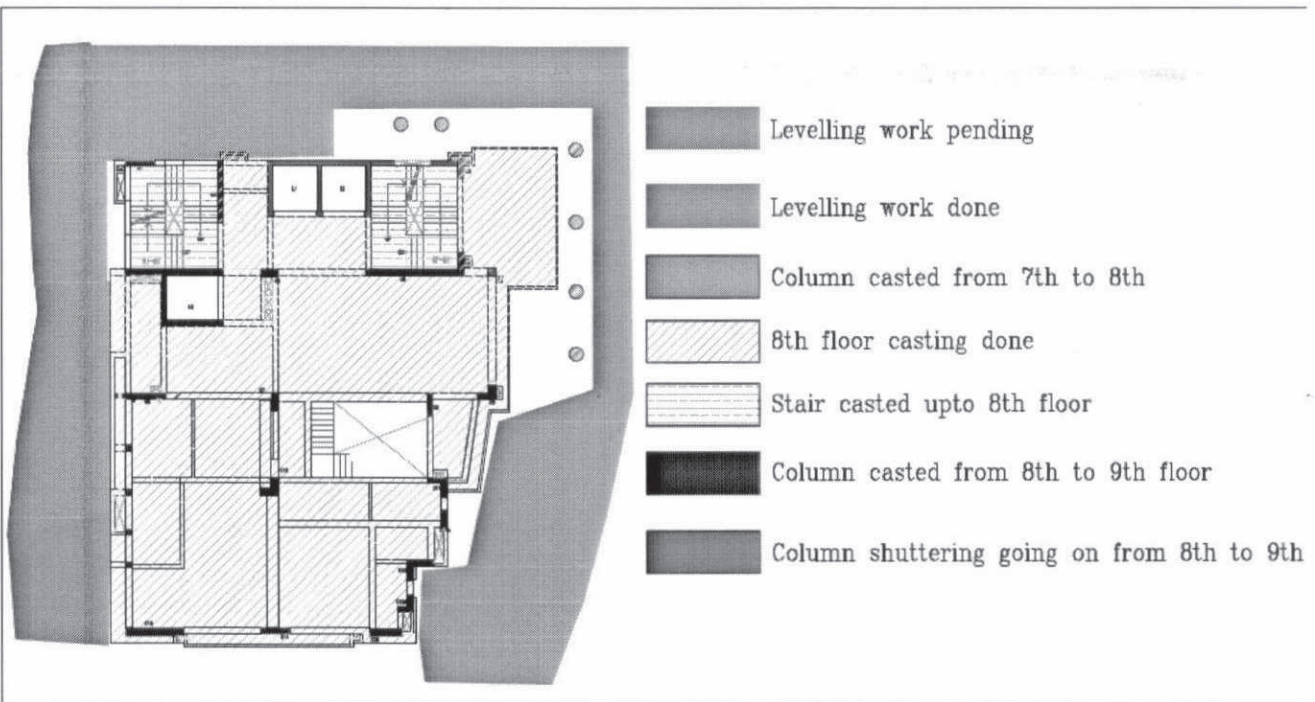 Levelling work pending
Levelling work done
Column casted from 7th to 8th
8th floor casting done
Stair casted upto 8th floor
Column casted from 8th to 9th floor
Column shuttering going on from 8th to 9th